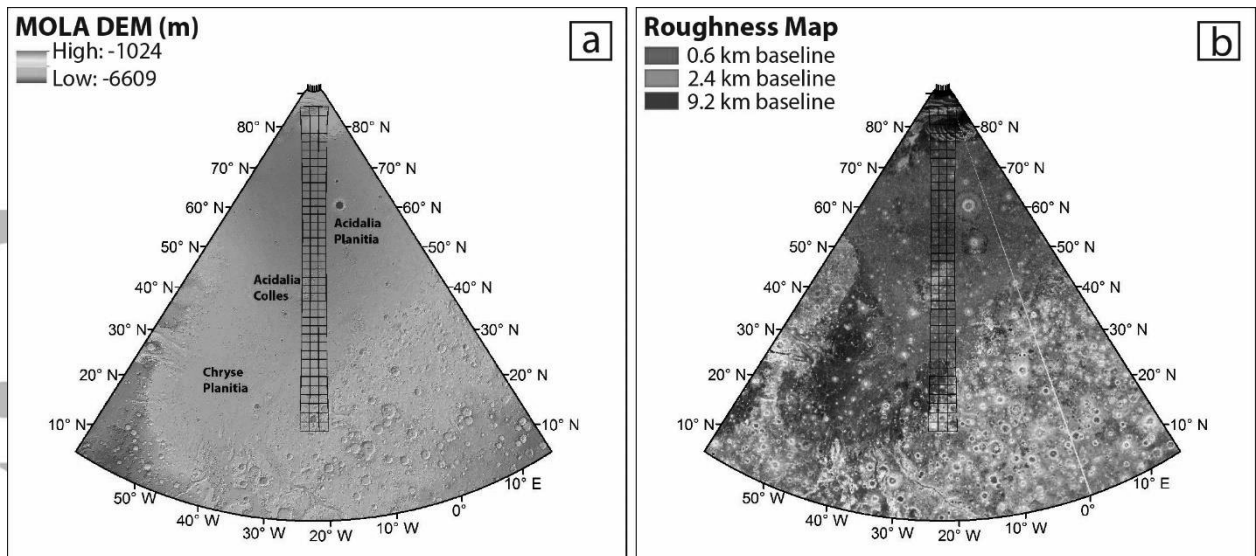 MOLA DEM (m)
High: -1024
Low: -6609
a
80° N
80° N
70° N
70° N
60° N
60° N
Acidalia
Planitia
50° N
50° N
Acidalia
Colles
40° N
40° N
30° N
30° N
Chryse
Planitia
20° N
20° N
10° N
10° N
50° W
40° W
30° W
20° W
10° W
0°
10° E
Roughness Map
0.6 km baseline
2.4 km baseline
9.2 km baseline
b
80° N
80° N
70° N
70° N
60° N
60° N
50° N
50° N
40° N
40° N
30° N
30° N
20° N
20° N
10° N
10° N
50° W
40° W
30° W
20° W
10° W
0°
10° E